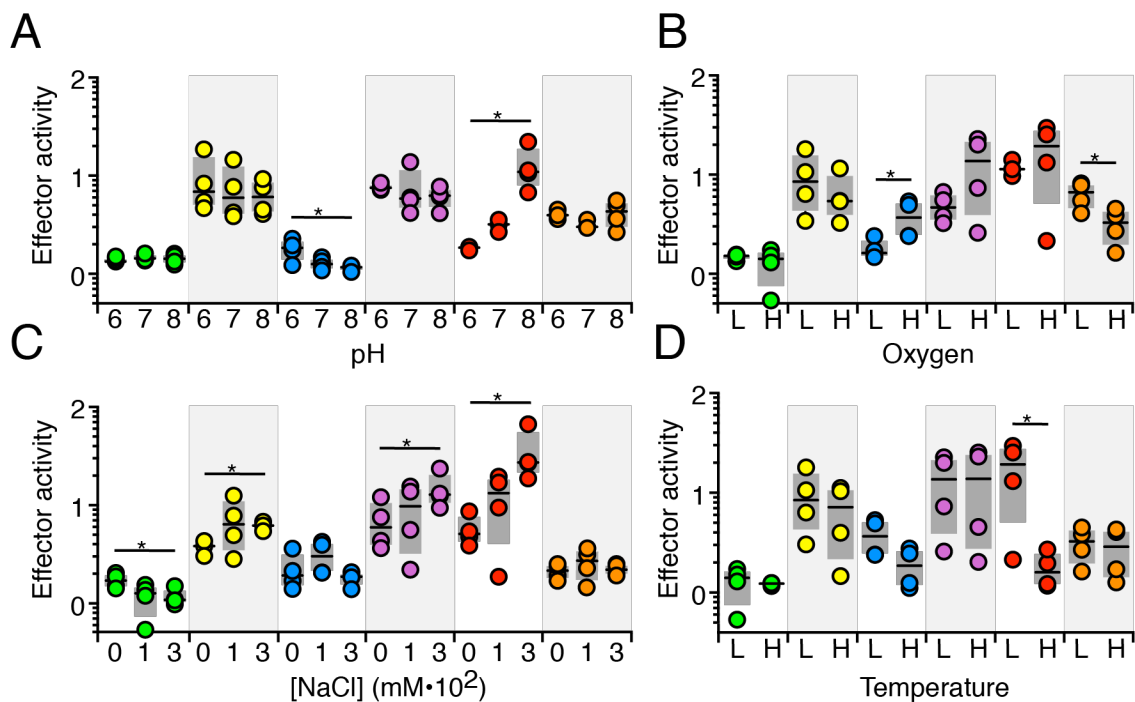 A
B
2
1
0
Effector activity
*
*
6 7 8 6 7 8 6 7 8 6 7 8 6 7 8 6 7 8
pH
2
1
0
Effector activity
*
*
L H L H L H L H L H L H
Oxygen
C
D
2
1
0
Effector activity
*
*
*
*
0 1 3 0 1 3 0 1 3 0 1 3 0 1 3 0 1 3
[NaCl] (mM•10²)
2
1
0
Effector activity
*
L H L H L H L H L H L H
Temperature